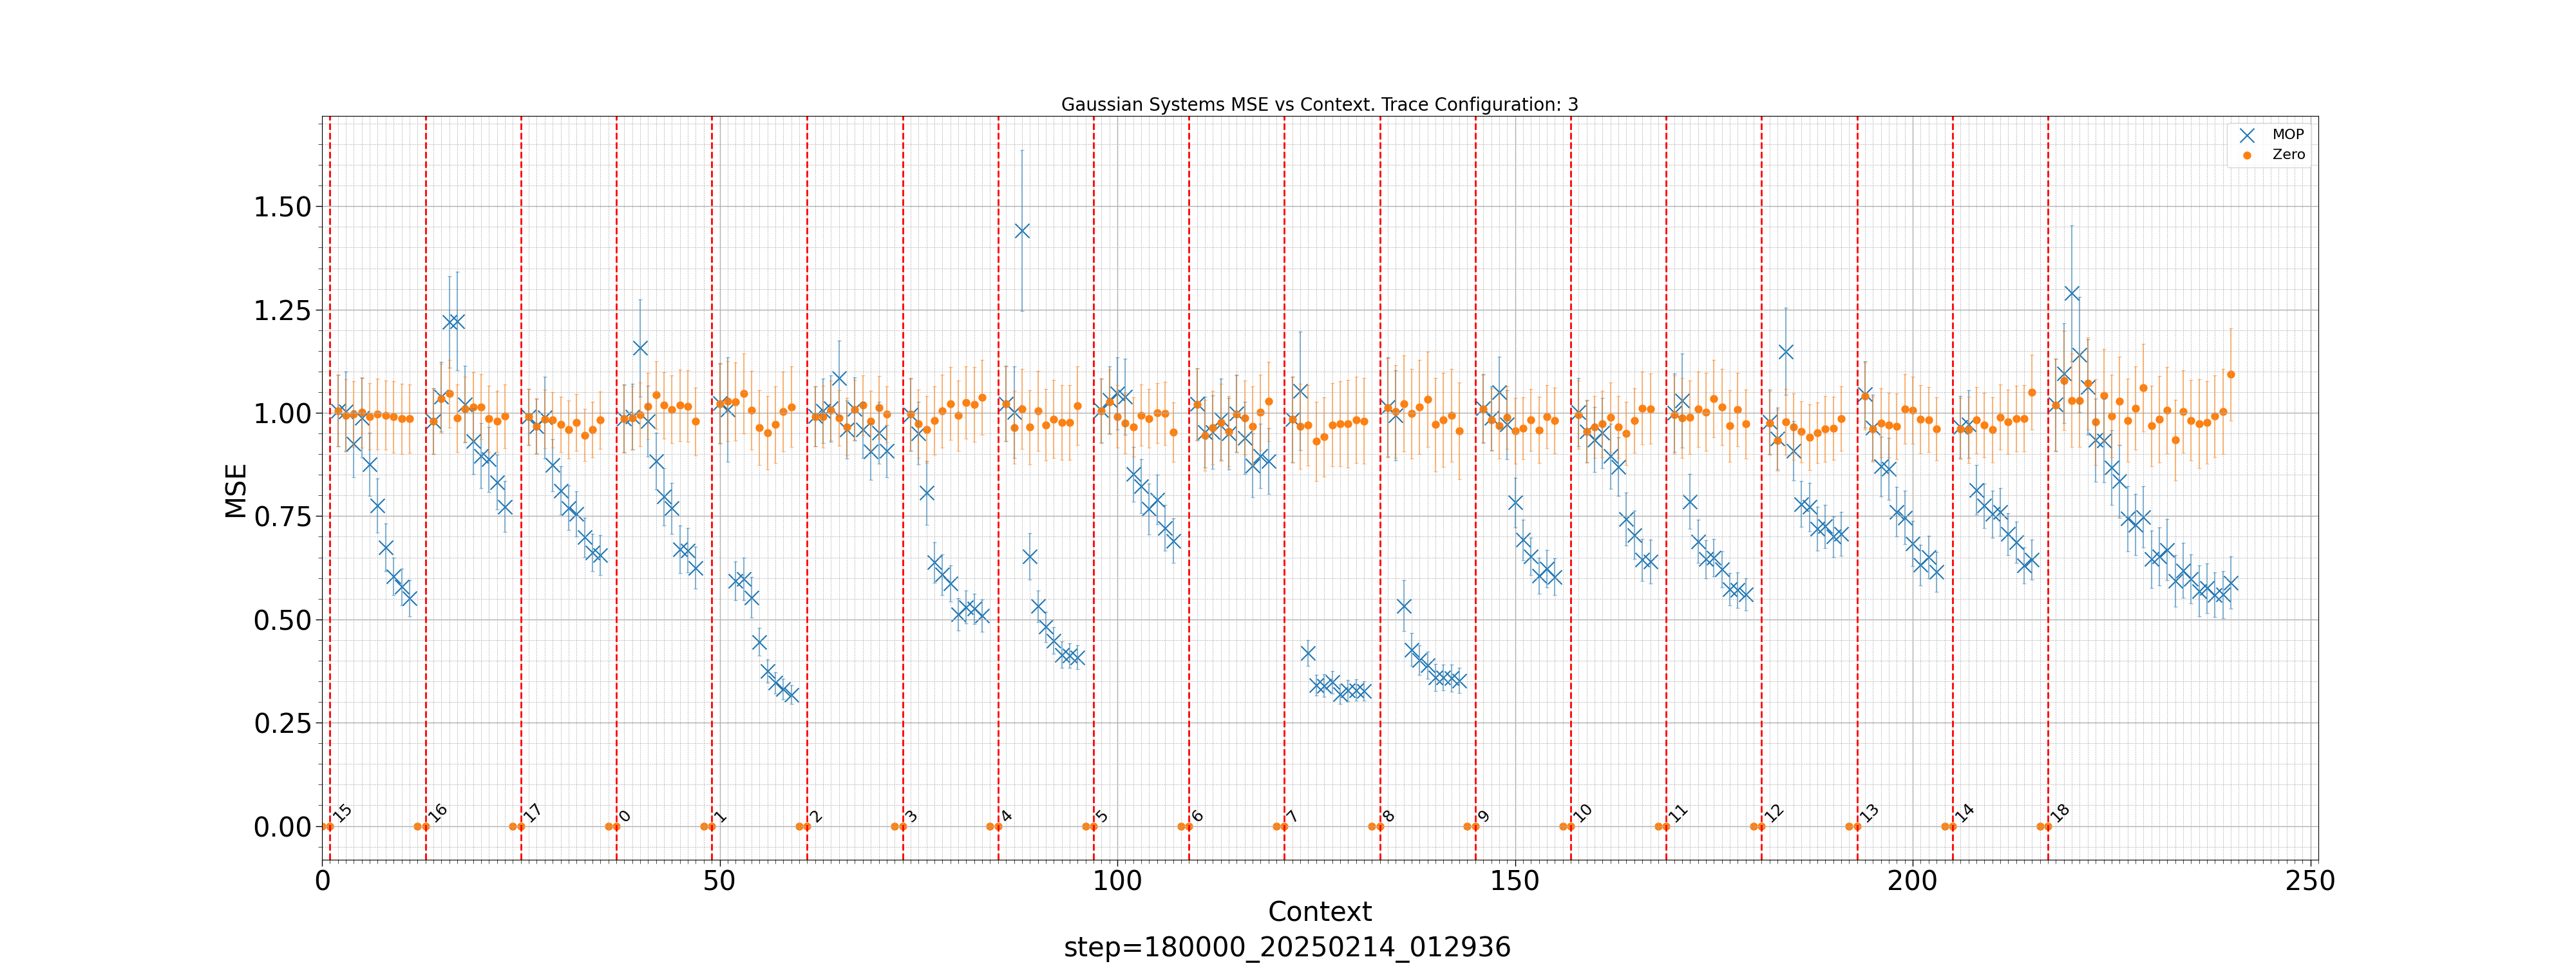 Gaussian Systems MSE vs Context. Trace Configuration: 3
MOP
Zero
MSE
1.50
1.25
1.00
0.75
0.50
0.25
0.00
15 16 17 0 1 2 3 4 5 6 7 8 9 10 11 12 13 14 18
0 50 100 150 200 250
Context
step=180000_20250214_012936